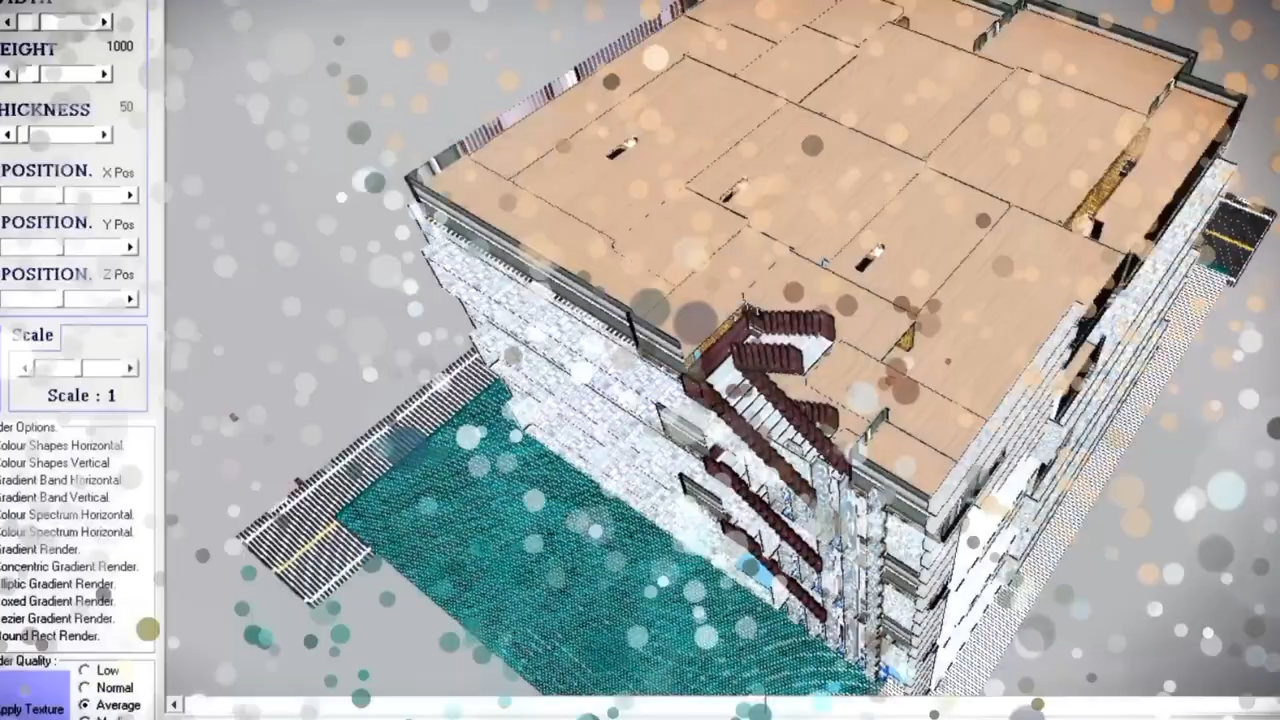 EIGHT 1000
HICKNESS 50
POSITION. X Pos
POSITION. Y Pos
POSITION. Z Pos
Scale
Scale : 1
der Options.
olour Shapes Horizontal
olour Shapes Vertical
radient Band Horizontal
radient Band Vertical
olour Spectrum Horizontal.
olour Spectrum Horizontal.
radient Render.
oncentric Gradient Render.
lliptic Gradient Render.
oxed Gradient Render.
ezier Gradient Render.
ound Rect Render.
der Quality :
Low
Normal
Average
pply Texture